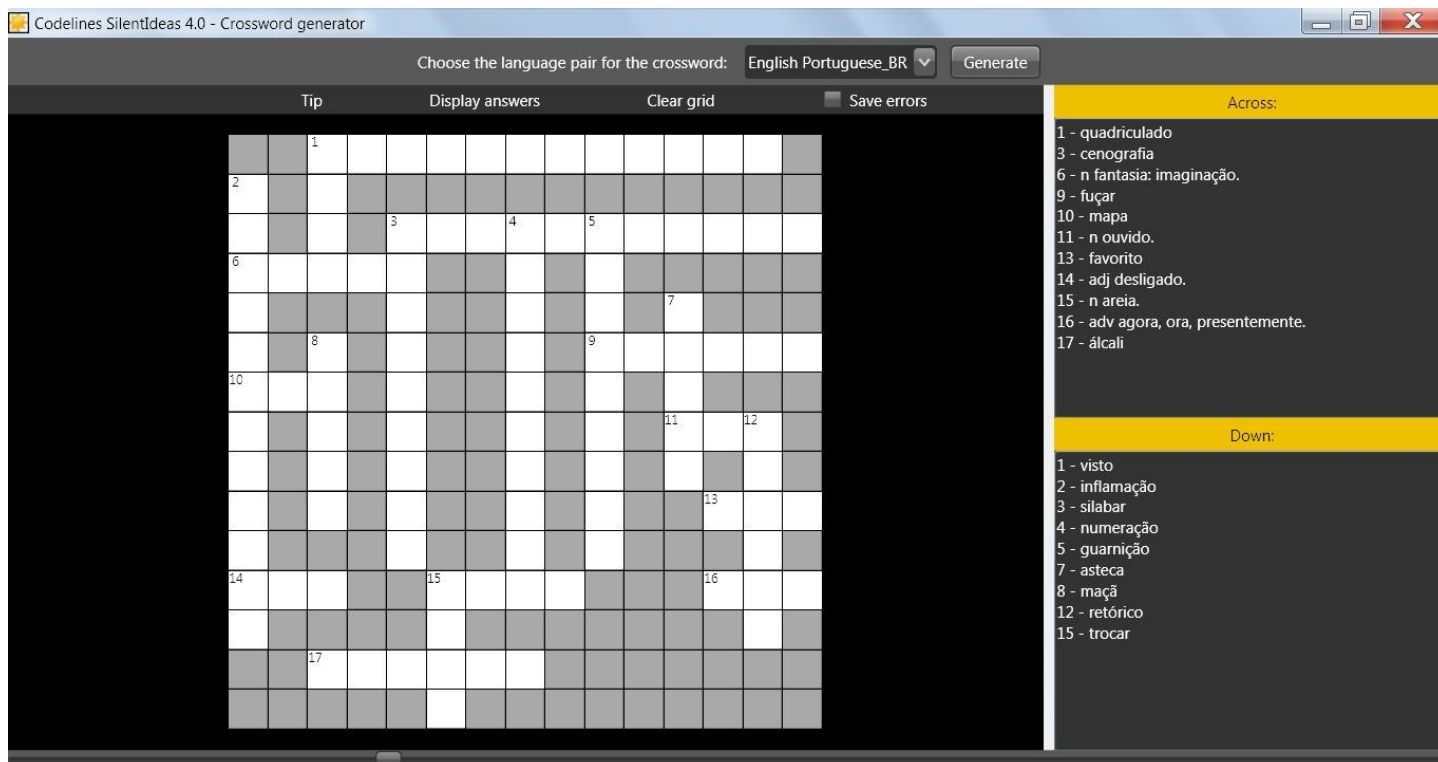 Codelines SilentIdeas 4.0 - Crossword generator
Choose the language pair for the crossword: English Portuguese_BR Generate
Tip Display answers Clear grid Save errors
1
2
3 4 5
6
7
8 9
10
11 12
13
14 15 16
17
Across:
1 - quadriculado
3 - cenografia
6 - n fantasia: imaginação.
9 - fuçar
10 - mapa
11 - n ouvido.
13 - favorito
14 - adj desligado.
15 - n areia.
16 - adv agora, ora, presentemente.
17 - álcali
Down:
1 - visto
2 - inflamação
3 - silabar
4 - numeração
5 - guarnição
7 - asteca
8 - maçã
12 - retórico
15 - trocar